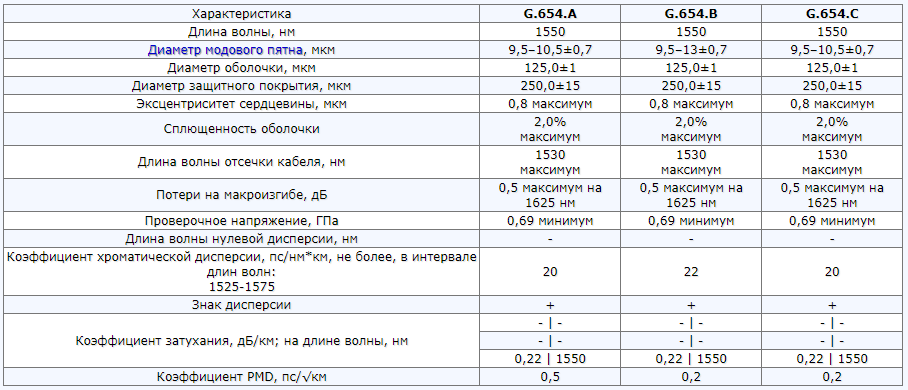 Характеристика G.654.A G.654.B G.654.C
Длина волны, нм 1550 1550 1550
Диаметр модового пятна, мкм 9,5–10,5±0,7 9,5–13±0,7 9,5–10,5±0,7
Диаметр оболочки, мкм 125,0±1 125,0±1 125,0±1
Диаметр защитного покрытия, мкм 250,0±15 250,0±15 250,0±15
Эксцентриситет сердцевины, мкм 0,8 максимум 0,8 максимум 0,8 максимум
Сплющенность оболочки 2,0% 2,0% 2,0%
максимум максимум максимум
Длина волны отсечки кабеля, нм 1530 1530 1530
максимум максимум максимум
Потери на макроизгибе, дБ 0,5 максимум на 0,5 максимум на 0,5 максимум на
1625 нм 1625 нм 1625 нм
Проверочное напряжение, ГПа 0,69 минимум 0,69 минимум 0,69 минимум
Длина волны нулевой дисперсии, нм - - -
Коэффициент хроматической дисперсии, пс/нм*км, не более, в интервале
длин волн: 20 22 20
1525-1575
Знак дисперсии + + +
- | - - | - - | -
Коэффициент затухания, дБ/км; на длине волны, нм - | - - | - - | -
0,22 | 1550 0,22 | 1550 0,22 | 1550
Коэффициент PMD, пс/√км 0,5 0,2 0,2